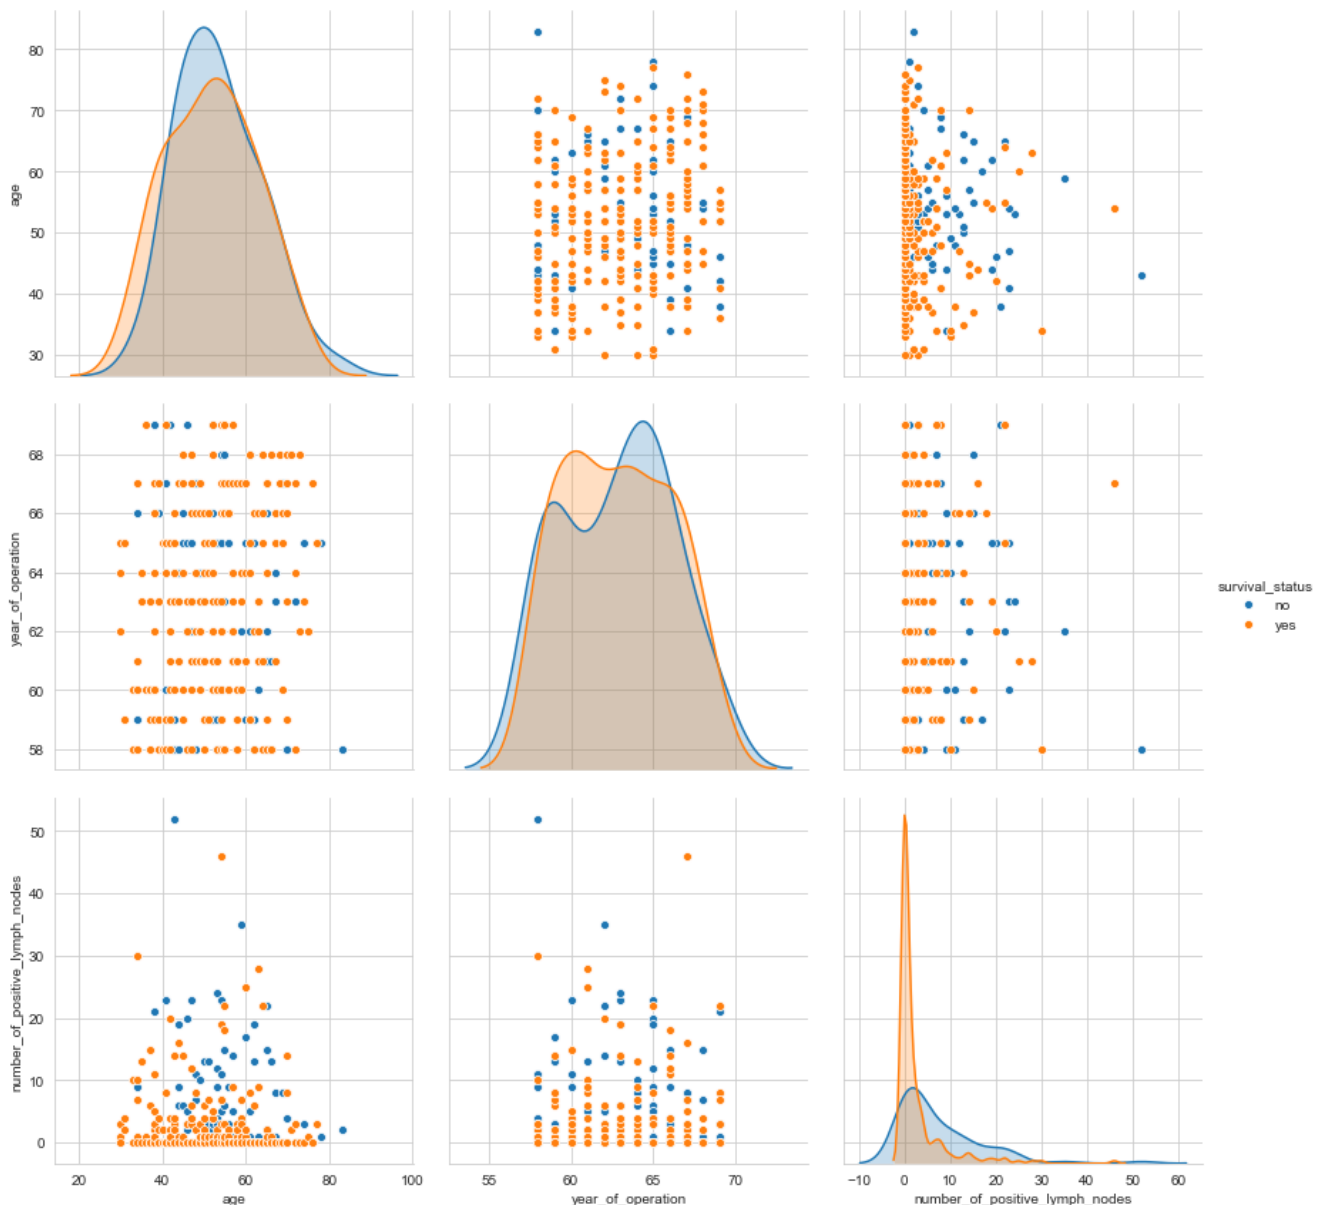 80
70
60
50
40
30
age
68
66
64
62
60
58
year_of_operation
survival_status
no
yes
50
40
30
20
10
0
number_of_positive_lymph_nodes
20 40 60 80 100
55 60 65 70
−10 0 10 20 30 40 50 60
age
year_of_operation
number_of_positive_lymph_nodes